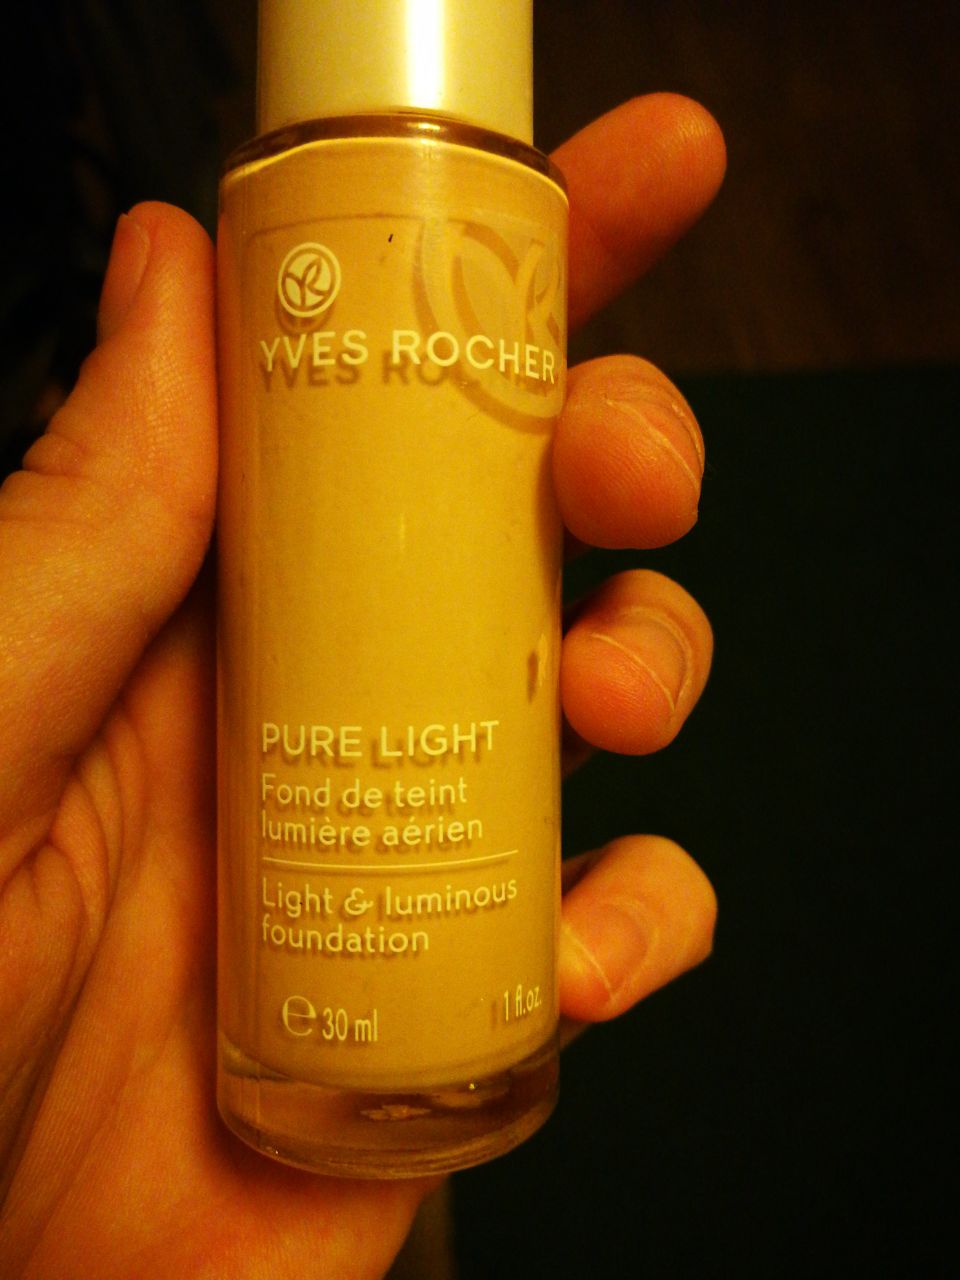 YVES ROCHER
PURE LIGHT
Fond de teint
lumière aérien
Light & luminous
foundation
℮ 30 ml
1 fl.oz.